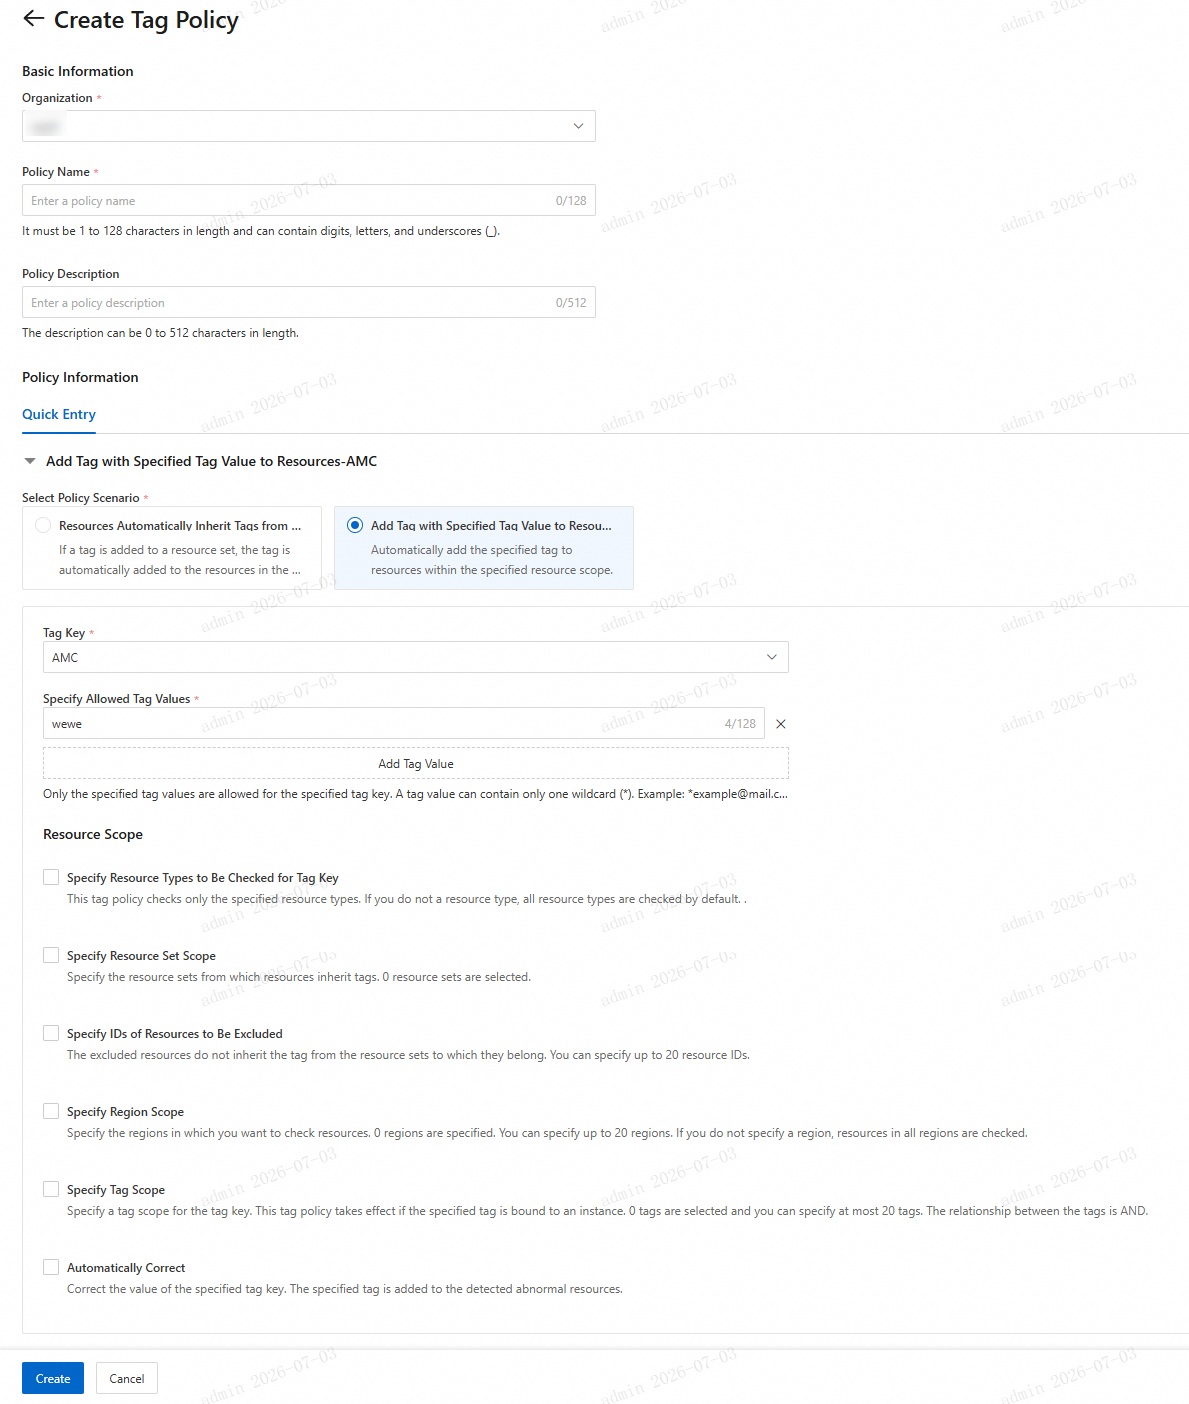 Create Tag Policy
Basic Information
Organization *
Policy Name *
Enter a policy name
0/128
It must be 1 to 128 characters in length and can contain digits, letters, and underscores (_).
Policy Description
Enter a policy description
0/512
The description can be 0 to 512 characters in length.
Policy Information
Quick Entry
Add Tag with Specified Tag Value to Resources-AMC
Select Policy Scenario *
Resources Automatically Inherit Tags from ...
If a tag is added to a resource set, the tag is
automatically added to the resources in the ...
Add Tag with Specified Tag Value to Resou...
Automatically add the specified tag to
resources within the specified resource scope.
Tag Key *
AMC
Specify Allowed Tag Values *
wewe
4/128
Add Tag Value
Only the specified tag values are allowed for the specified tag key. A tag value can contain only one wildcard (*). Example: *example@mail.c...
Resource Scope
Specify Resource Types to Be Checked for Tag Key
This tag policy checks only the specified resource types. If you do not a resource type, all resource types are checked by default. .
Specify Resource Set Scope
Specify the resource sets from which resources inherit tags. 0 resource sets are selected.
Specify IDs of Resources to Be Excluded
The excluded resources do not inherit the tag from the resource sets to which they belong. You can specify up to 20 resource IDs.
Specify Region Scope
Specify the regions in which you want to check resources. 0 regions are specified. You can specify up to 20 regions. If you do not specify a region, resources in all regions are checked.
Specify Tag Scope
Specify a tag scope for the tag key. This tag policy takes effect if the specified tag is bound to an instance. 0 tags are selected and you can specify at most 20 tags. The relationship between the tags is AND.
Automatically Correct
Correct the value of the specified tag key. The specified tag is added to the detected abnormal resources.
Create
Cancel
admin 2026-07-03